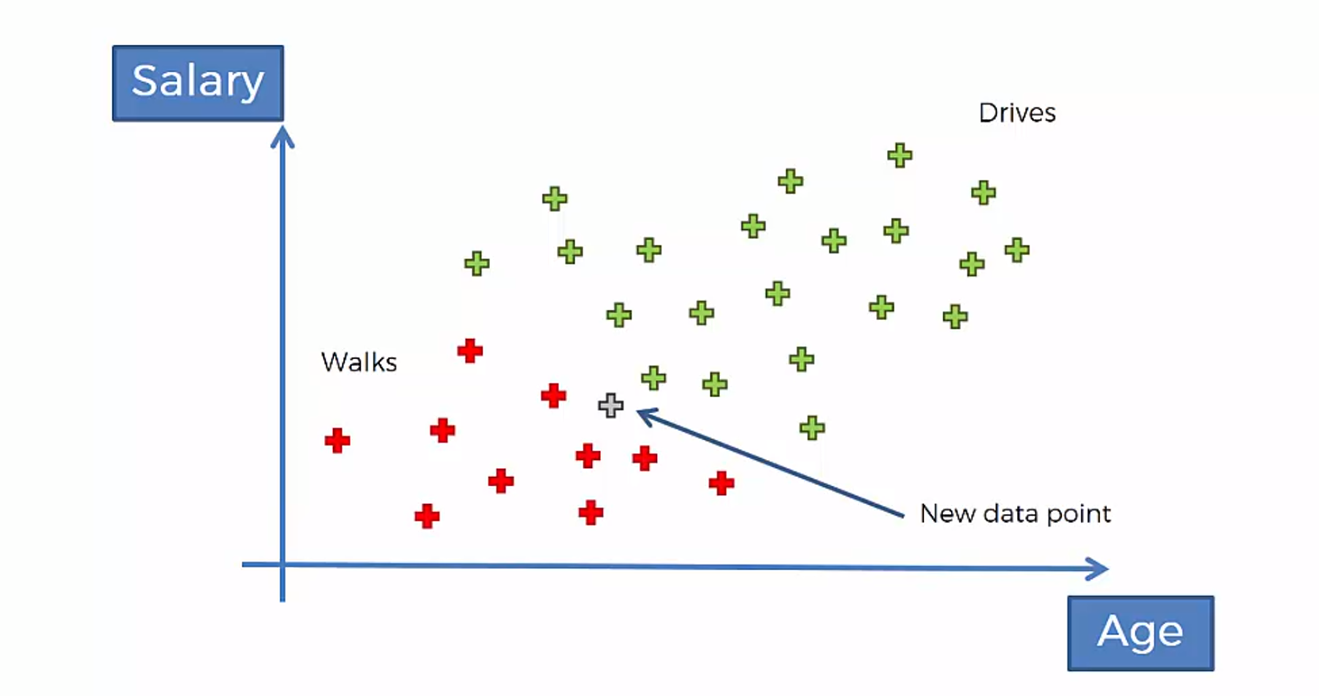 Salary
Drives
Walks
New data point
Age